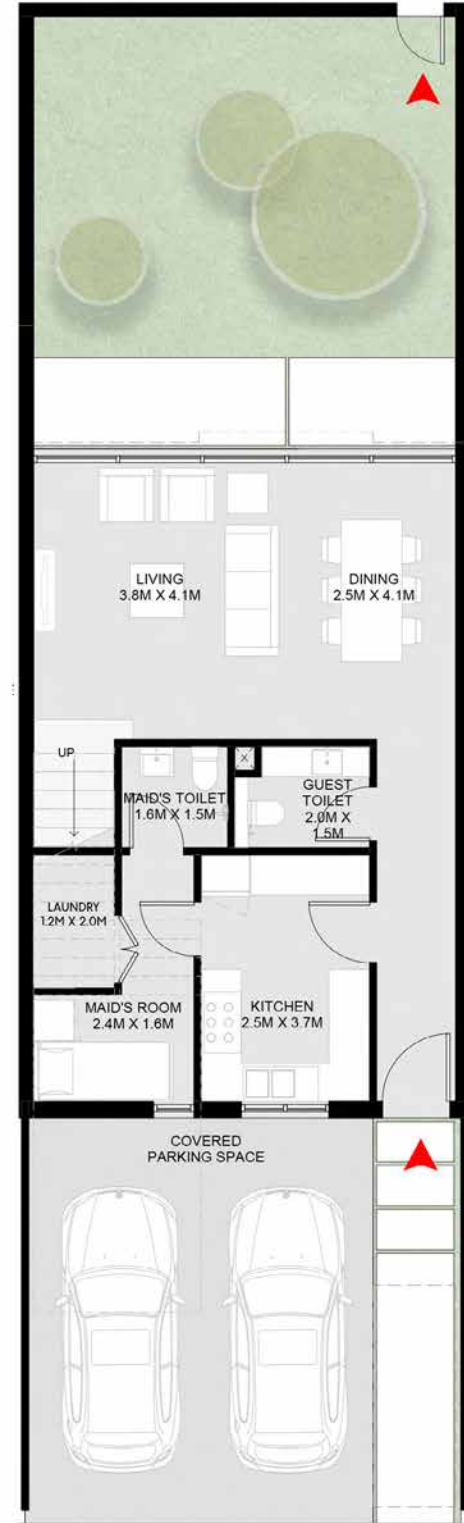 LIVING
3.8M X 4.1M
DINING
2.5M X 4.1M
UP
X
MAID'S TOILET
1.6M X 1.5M
GUEST
TOILET
2.0M X
1.5M
LAUNDRY
1.2M X 2.0M
MAID'S ROOM
2.4M X 1.6M
KITCHEN
2.5M X 3.7M
COVERED
PARKING SPACE